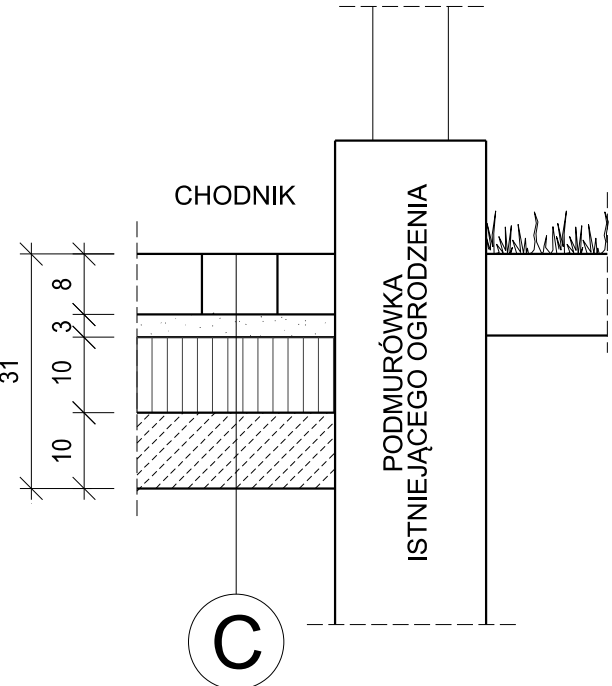 CHODNIK
8
3
10
10
31
PODMURÓWKA
ISTNIEJĄCEGO OGRODZENIA
C